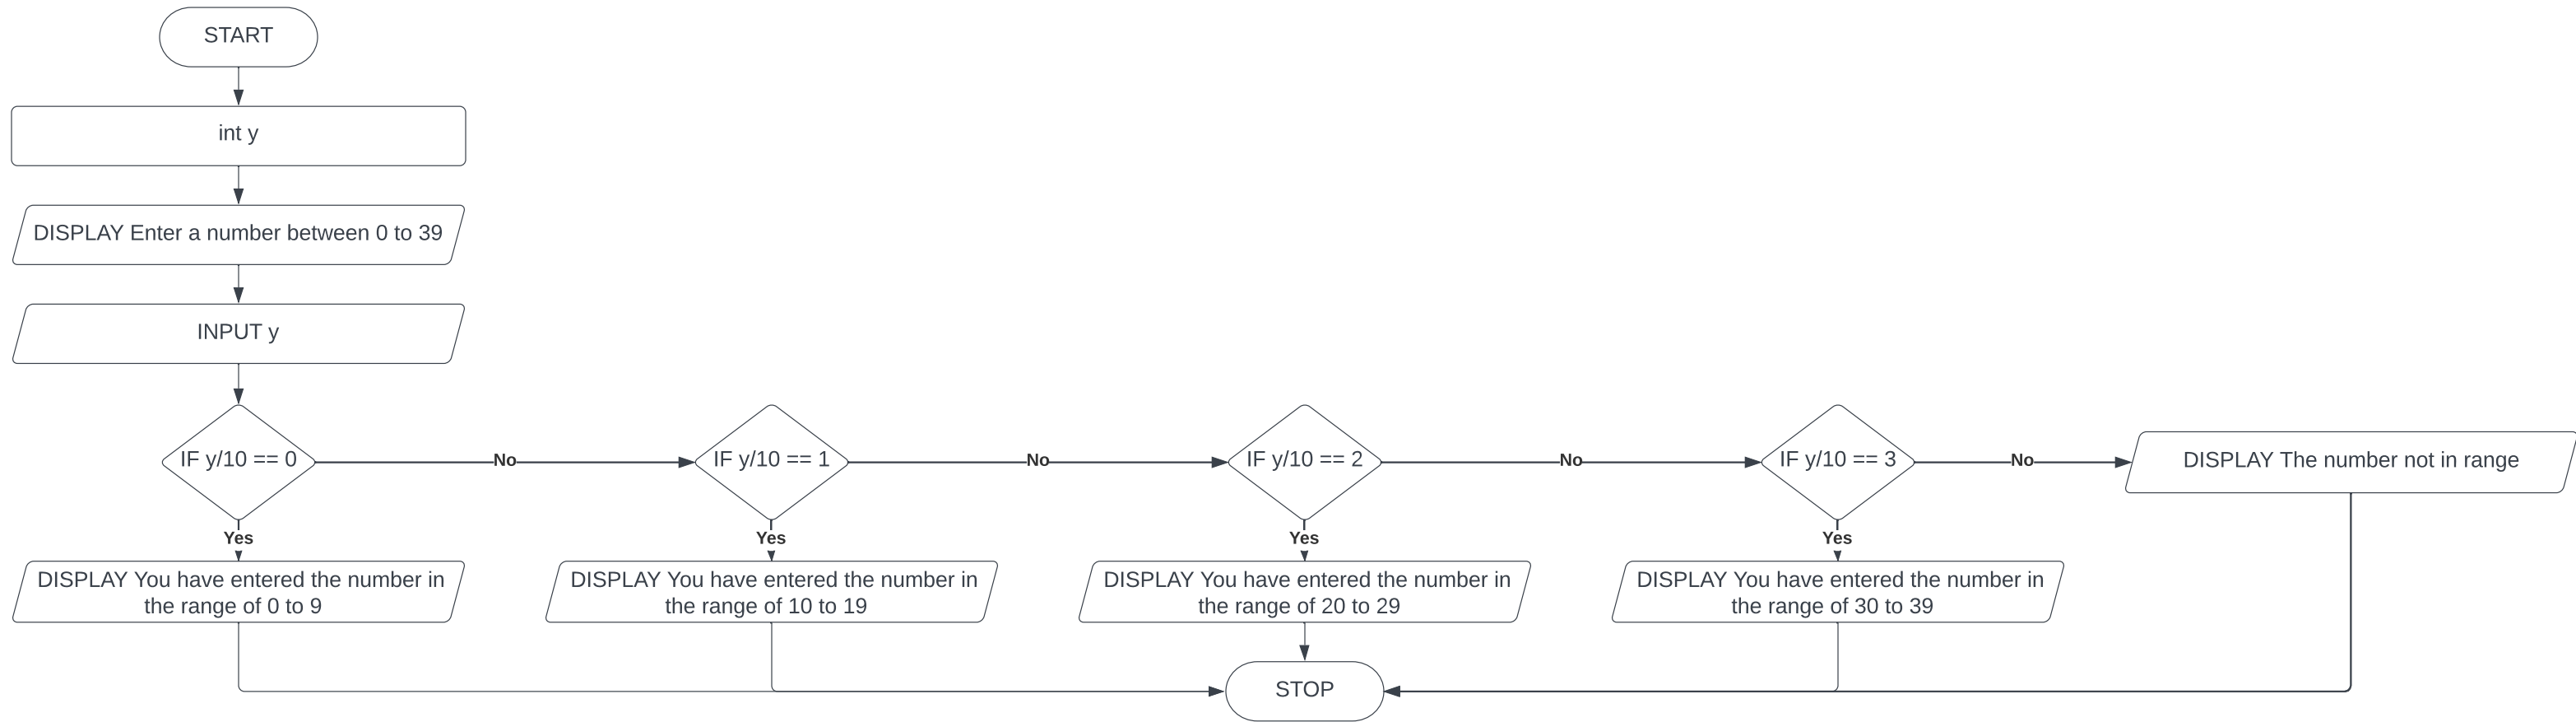 START
int y
DISPLAY Enter a number between 0 to 39
INPUT y
IF y/10 == 0
No
IF y/10 == 1
No
IF y/10 == 2
No
IF y/10 == 3
No
DISPLAY The number not in range
Yes
Yes
Yes
Yes
DISPLAY You have entered the number in
the range of 0 to 9
DISPLAY You have entered the number in
the range of 10 to 19
DISPLAY You have entered the number in
the range of 20 to 29
DISPLAY You have entered the number in
the range of 30 to 39
STOP